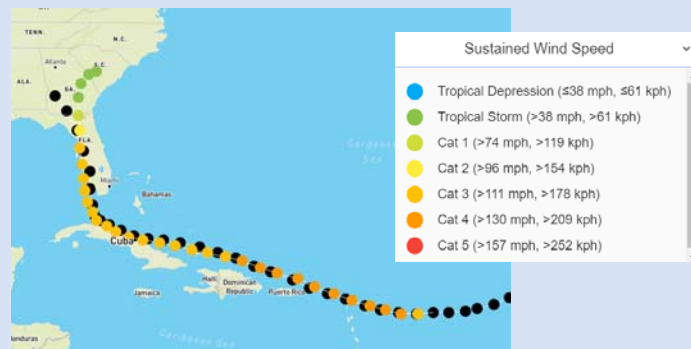 TENN.
N.C.
Atlanta
S.C.
ALA.
GA.
FLA.
Miami
Bahamas
Sargasso
Sea
Cuba
Haiti
Dominican
Republic
Puerto Rico
Jamaica
Caribbean Sea
Honduras
Sustained Wind Speed
Tropical Depression (≤38 mph, ≤61 kph)
Tropical Storm (>38 mph, >61 kph)
Cat 1 (>74 mph, >119 kph)
Cat 2 (>96 mph, >154 kph)
Cat 3 (>111 mph, >178 kph)
Cat 4 (>130 mph, >209 kph)
Cat 5 (>157 mph, >252 kph)